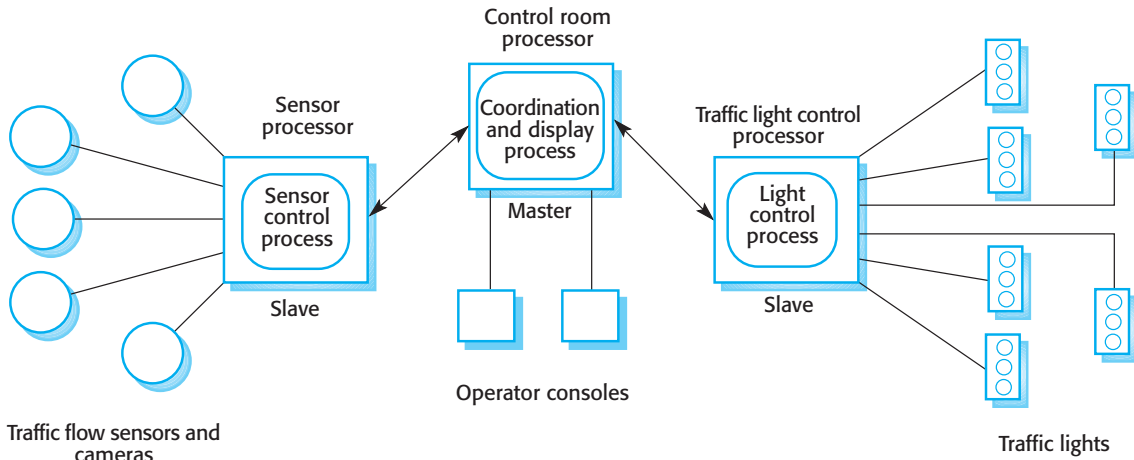 Control room
processor
Sensor
processor
Coordination
and display
process
Traffic light control
processor
Sensor
control
process
Master
Light
control
process
Slave
Slave
Operator consoles
Traffic flow sensors and
cameras
Traffic lights